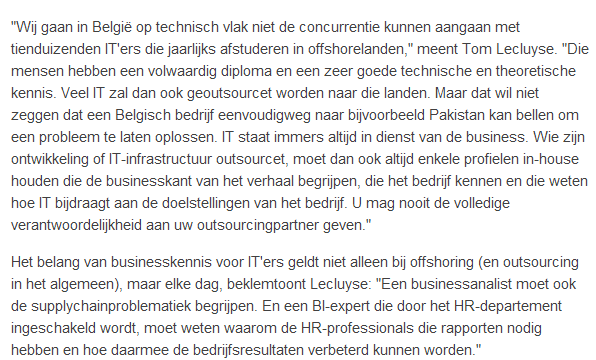 "Wij gaan in België op technisch vlak niet de concurrentie kunnen aangaan met
tienduizenden IT'ers die jaarlijks afstuderen in offshorelanden," meent Tom Lecluyse. "Die
mensen hebben een volwaardig diploma en een zeer goede technische en theoretische
kennis. Veel IT zal dan ook geoutsourcet worden naar die landen. Maar dat wil niet
zeggen dat een Belgisch bedrijf eenvoudigweg naar bijvoorbeeld Pakistan kan bellen om
een probleem te laten oplossen. IT staat immers altijd in dienst van de business. Wie zijn
ontwikkeling of IT-infrastructuur outsourcet, moet dan ook altijd enkele profielen in-house
houden die de businesskant van het verhaal begrijpen, die het bedrijf kennen en die weten
hoe IT bijdraagt aan de doelstellingen van het bedrijf. U mag nooit de volledige
verantwoordelijkheid aan uw outsourcingpartner geven."
Het belang van businesskennis voor IT'ers geldt niet alleen bij offshoring (en outsourcing
in het algemeen), maar elke dag, beklemtoont Lecluyse: "Een businessanalist moet ook
de supplychainproblematiek begrijpen. En een BI-expert die door het HR-departement
ingeschakeld wordt, moet weten waarom de HR-professionals die rapporten nodig
hebben en hoe daarmee de bedrijfsresultaten verbeterd kunnen worden."